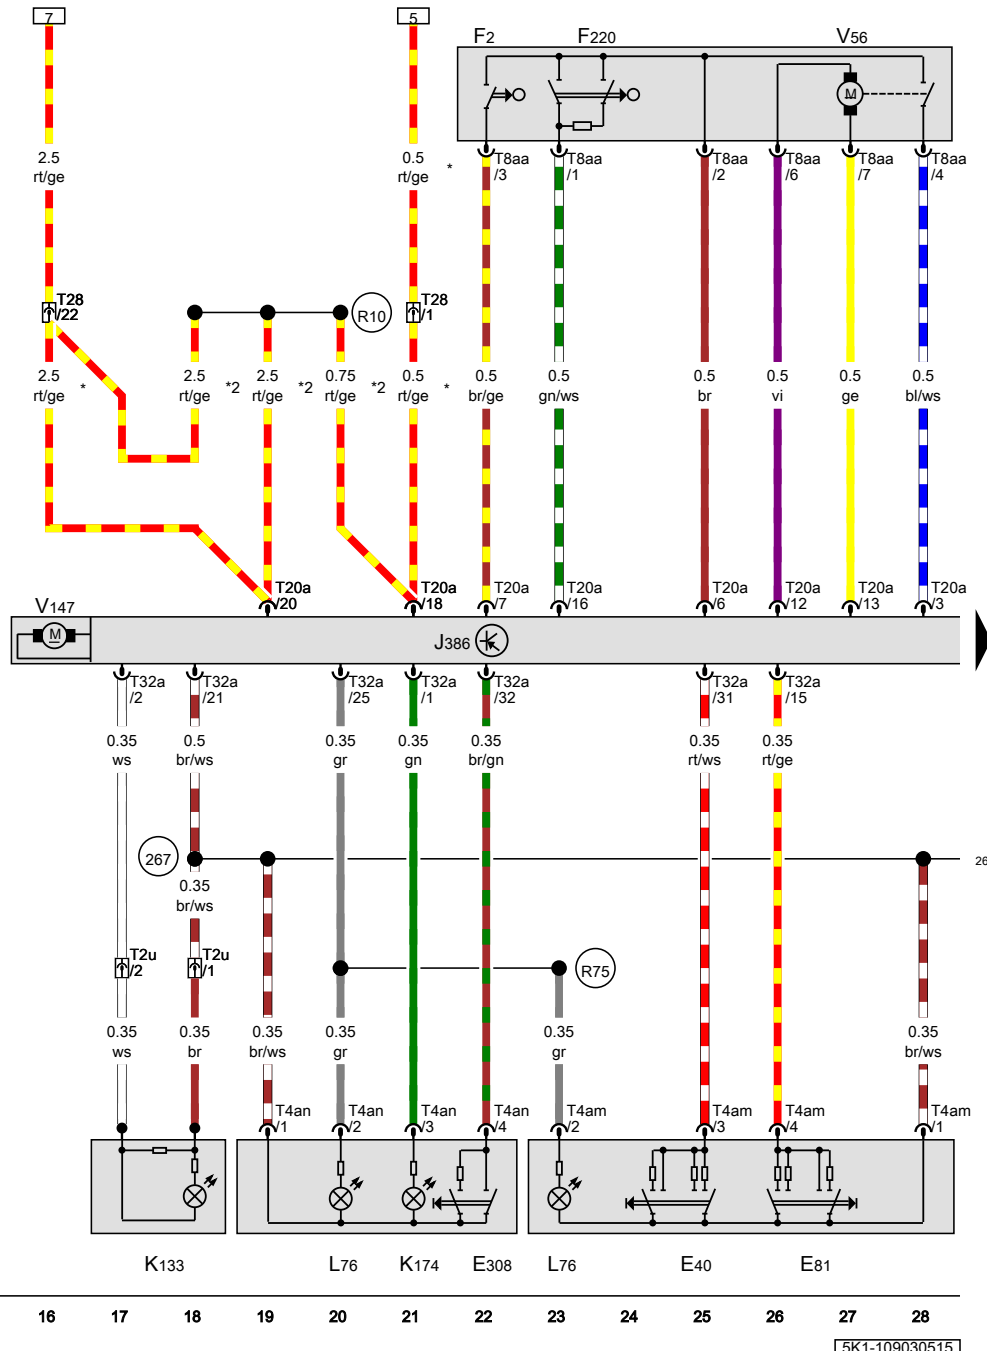 7
5
F2
F220
V56
2.5
rt/ge
0.5
rt/ge
*
T8aa
/3
T8aa
/1
T8aa
/2
T8aa
/6
T8aa
/7
T8aa
/4
M
T28
/22
R10
T28
/1
2.5
rt/ge
*
2.5
rt/ge
*2
2.5
rt/ge
*2
0.75
rt/ge
*2
0.5
rt/ge
*
0.5
br/ge
0.5
gn/ws
0.5
br
0.5
vi
0.5
ge
0.5
bl/ws
T20a
/20
T20a
/18
T20a
/7
T20a
/16
T20a
/6
T20a
/12
T20a
/13
T20a
/3
V147
M
J386
T32a
/2
T32a
/21
T32a
/25
T32a
/1
T32a
/32
T32a
/31
T32a
/15
0.35
ws
0.5
br/ws
0.35
gr
0.35
gn
0.35
br/gn
0.35
rt/ws
0.35
rt/ge
267
26
0.35
br/ws
T2u
/2
T2u
/1
R75
0.35
ws
0.35
br
0.35
br/ws
0.35
gr
0.35
gr
0.35
br/ws
T4an
/1
T4an
/2
T4an
/3
T4an
/4
T4am
/2
T4am
/3
T4am
/4
T4am
/1
K133
L76
K174
E308
L76
E40
E81
16 17 18 19 20 21 22 23 24 25 26 27 28
5K1-109030515